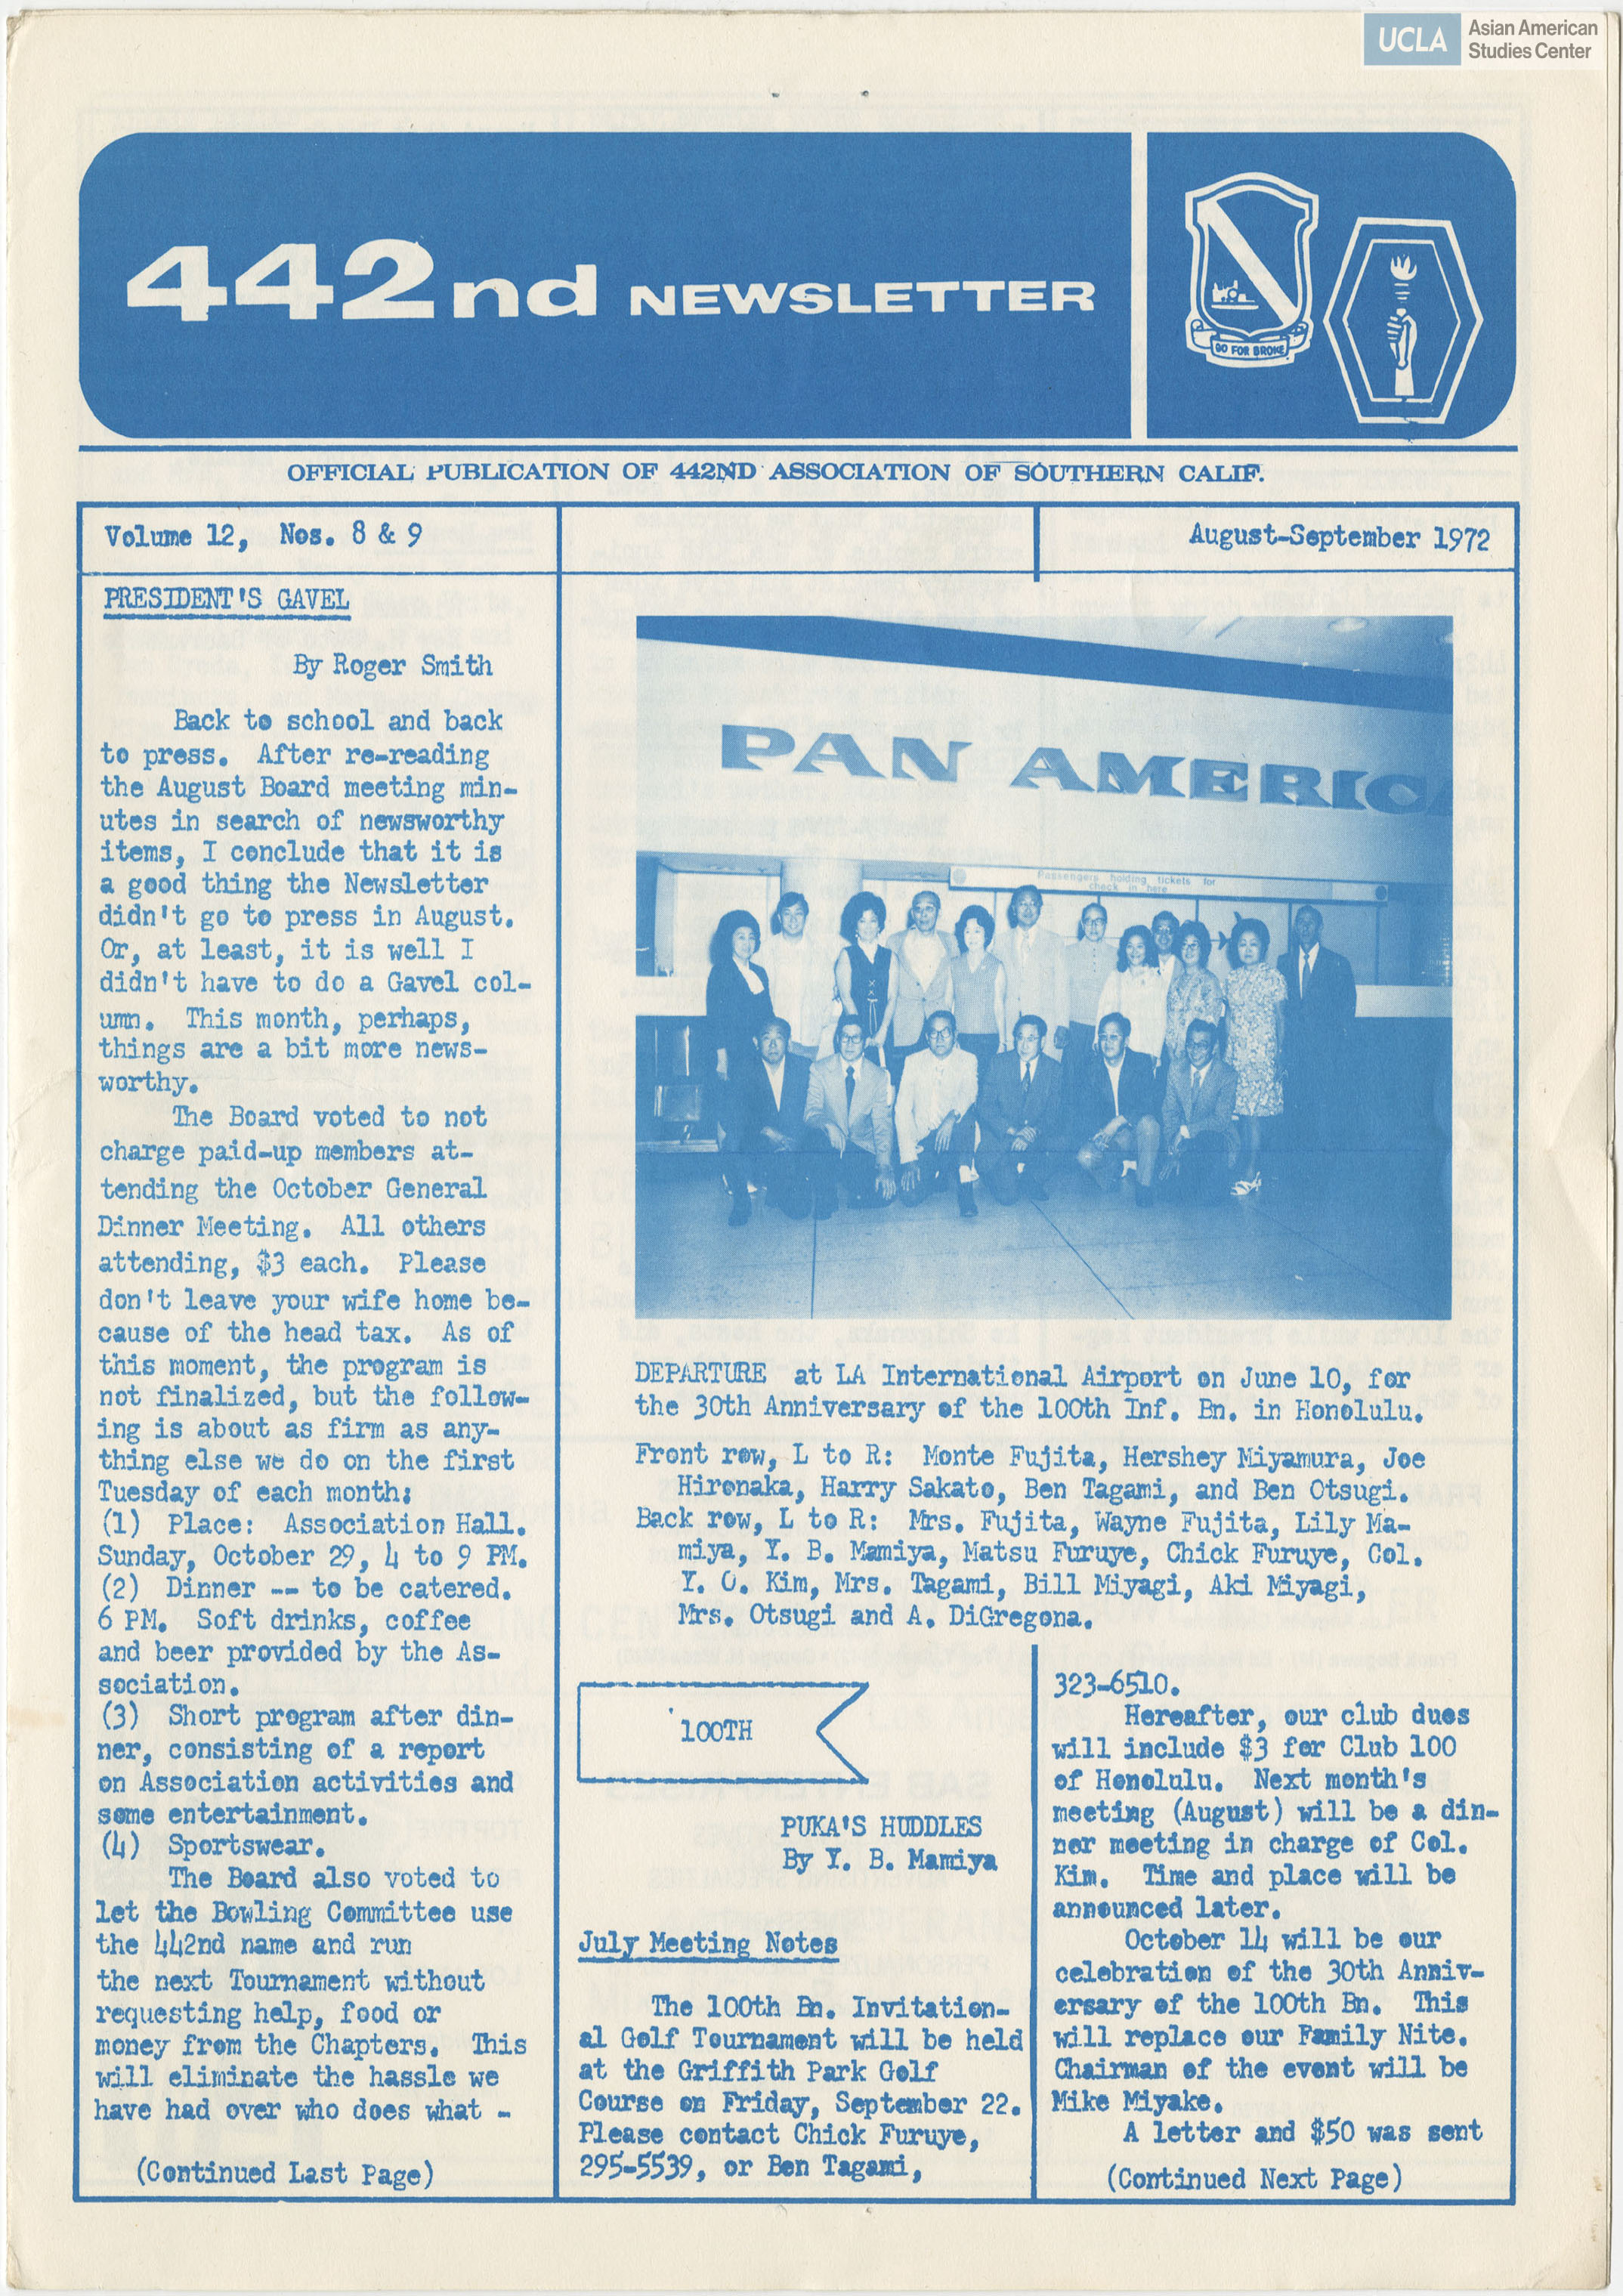 UCLA
Asian American
Studies Center
442nd NEWSLETTER
GO FOR BROKE
OFFICIAL PUBLICATION OF 442ND ASSOCIATION OF SOUTHERN CALIF.
Volume 12, Nos. 8 & 9
August-September 1972
PRESIDENT'S GAVEL
By Roger Smith
Back to school and back
to press. After re-reading
the August Board meeting min-
utes in search of newsworthy
items, I conclude that it is
a good thing the Newsletter
didn't go to press in August.
Or, at least, it is well I
didn't have to do a Gavel col-
umn. This month, perhaps,
things are a bit more news-
worthy.
The Board voted to not
charge paid-up members at-
tending the October General
Dinner Meeting. All others
attending, $3 each. Please
don't leave your wife home be-
cause of the head tax. As of
this moment, the program is
not finalized, but the follow-
ing is about as firm as any-
thing else we do on the first
Tuesday of each month:
(1) Place: Association Hall.
Sunday, October 29, 4 to 9 PM.
(2) Dinner -- to be catered.
6 PM. Soft drinks, coffee
and beer provided by the As-
sociation.
(3) Short program after din-
ner, consisting of a report
on Association activities and
some entertainment.
(4) Sportswear.
The Board also voted to
let the Bowling Committee use
the 442nd name and run
the next Tournament without
requesting help, food or
money from the Chapters. This
will eliminate the hassle we
have had over who does what -
(Continued Last Page)
PAN AMERICA
Passengers holding tickets for
check in here
DEPARTURE at LA International Airport on June 10, for
the 30th Anniversary of the 100th Inf. Bn. in Honolulu.
Front row, L to R: Monte Fujita, Hershey Miyamura, Joe
Hironaka, Harry Sakato, Ben Tagami, and Ben Otsugi.
Back row, L to R: Mrs. Fujita, Wayne Fujita, Lily Ma-
miya, Y. B. Mamiya, Matsu Furuye, Chick Furuye, Col.
Y. O. Kim, Mrs. Tagami, Bill Miyagi, Aki Miyagi,
Mrs. Otsugi and A. DiGregona.
100TH
PUKA'S HUDDLES
By Y. B. Mamiya
July Meeting Notes
The 100th Bn. Invitation-
al Golf Tournament will be held
at the Griffith Park Golf
Course on Friday, September 22.
Please contact Chick Furuye,
295-5539, or Ben Tagami,
323-6510.
Hereafter, our club dues
will include $3 for Club 100
of Honolulu. Next month's
meeting (August) will be a din-
ner meeting in charge of Col.
Kim. Time and place will be
announced later.
October 14 will be our
celebration of the 30th Anniv-
ersary of the 100th Bn. This
will replace our Family Nite.
Chairman of the event will be
Mike Miyake.
A letter and $50 was sent
(Continued Next Page)